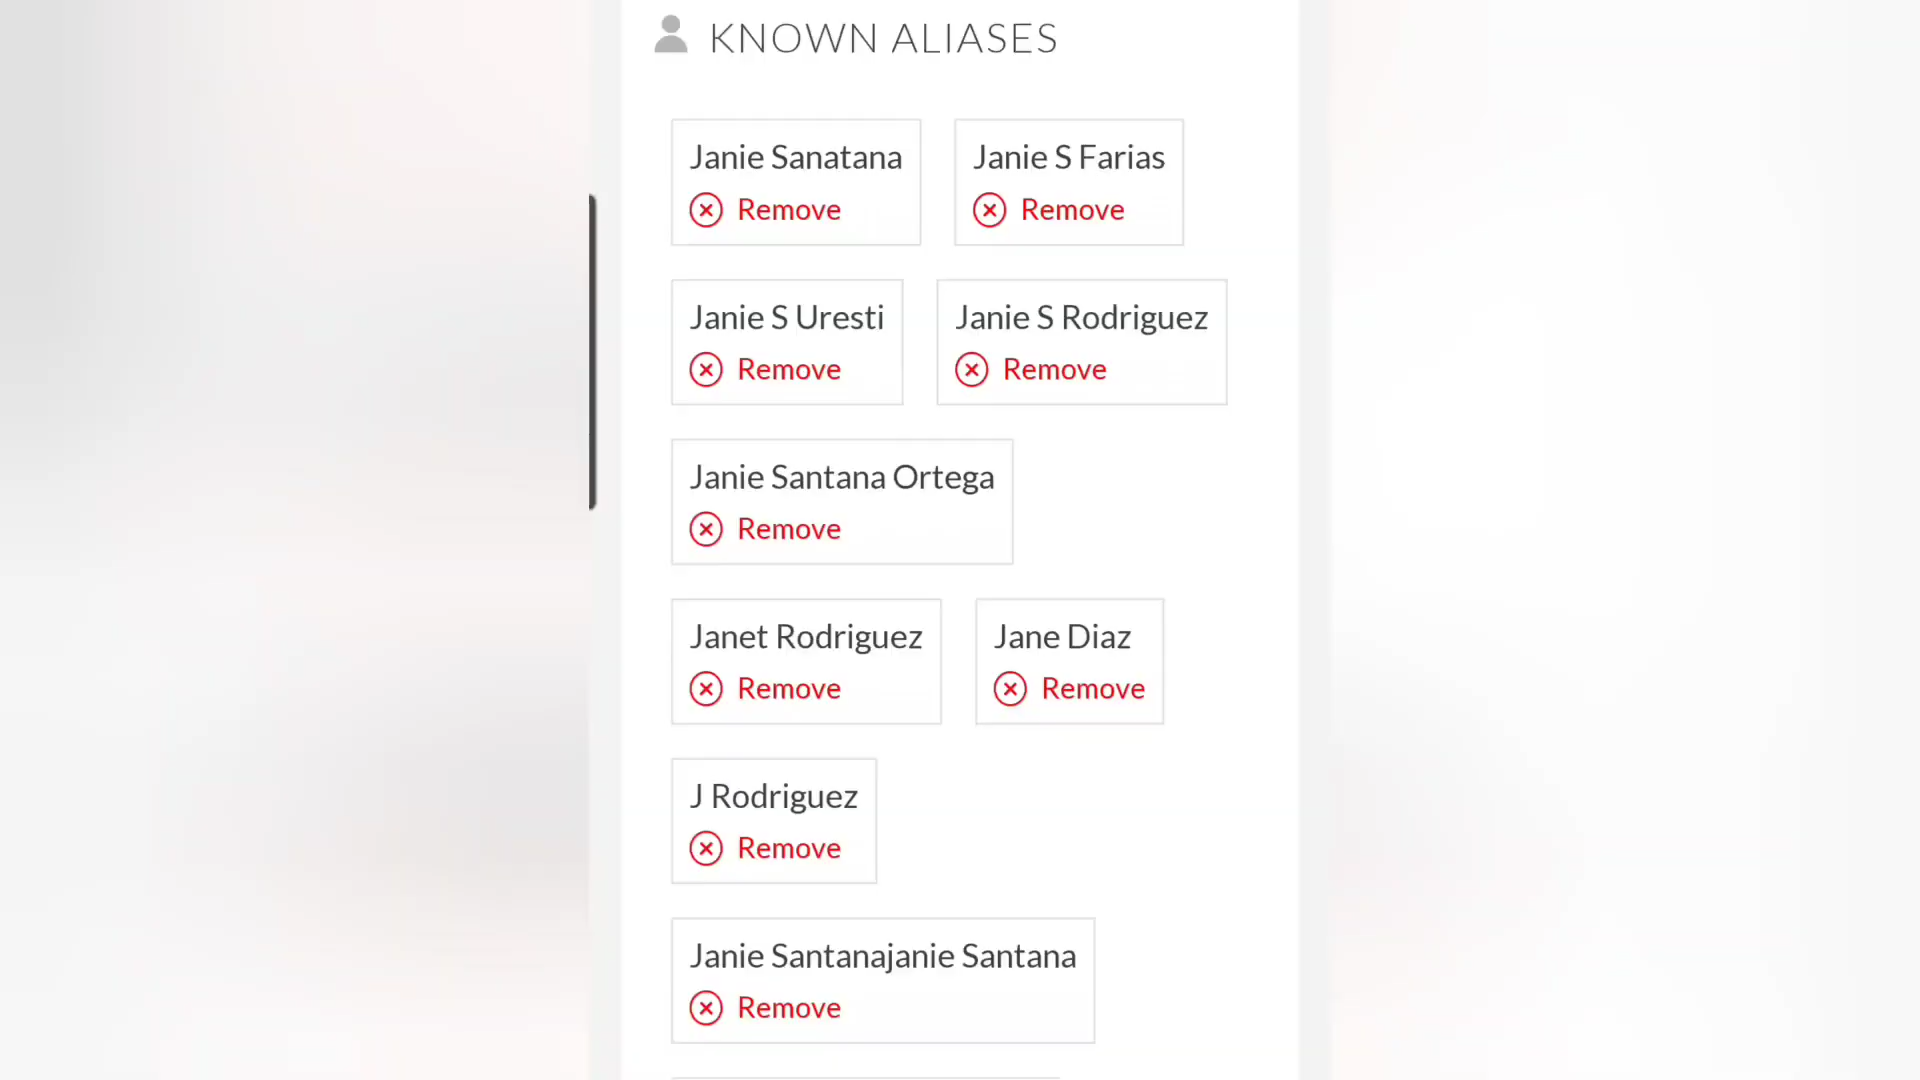 KNOWN ALIASES
Janie Sanatana
Remove
Janie S Farias
Remove
Janie S Uresti
Remove
Janie S Rodriguez
Remove
Janie Santana Ortega
Remove
Janet Rodriguez
Remove
Jane Diaz
Remove
J Rodriguez
Remove
Janie Santanajanie Santana
Remove